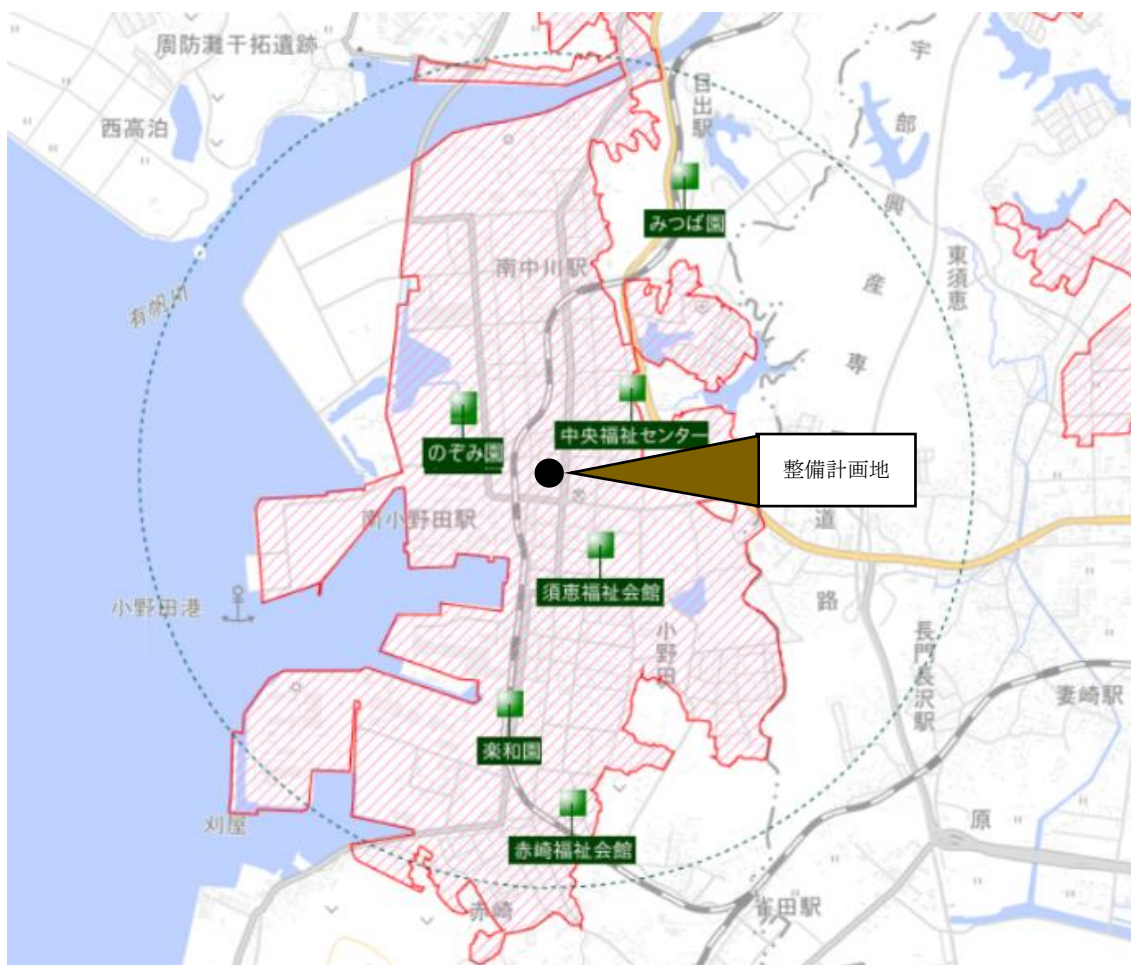 周防灘干拓遺跡
西高泊
目出駅
宇部興産専
道路
みつば園
東須恵
南中川駅
有帆川
中央福祉センター
のぞみ園
整備計画地
南小野田駅
須恵福祉会館
小野田港
小野田
長門長沢駅
妻崎駅
楽和園
刈屋
赤崎福祉会館
原
赤崎
雀田駅